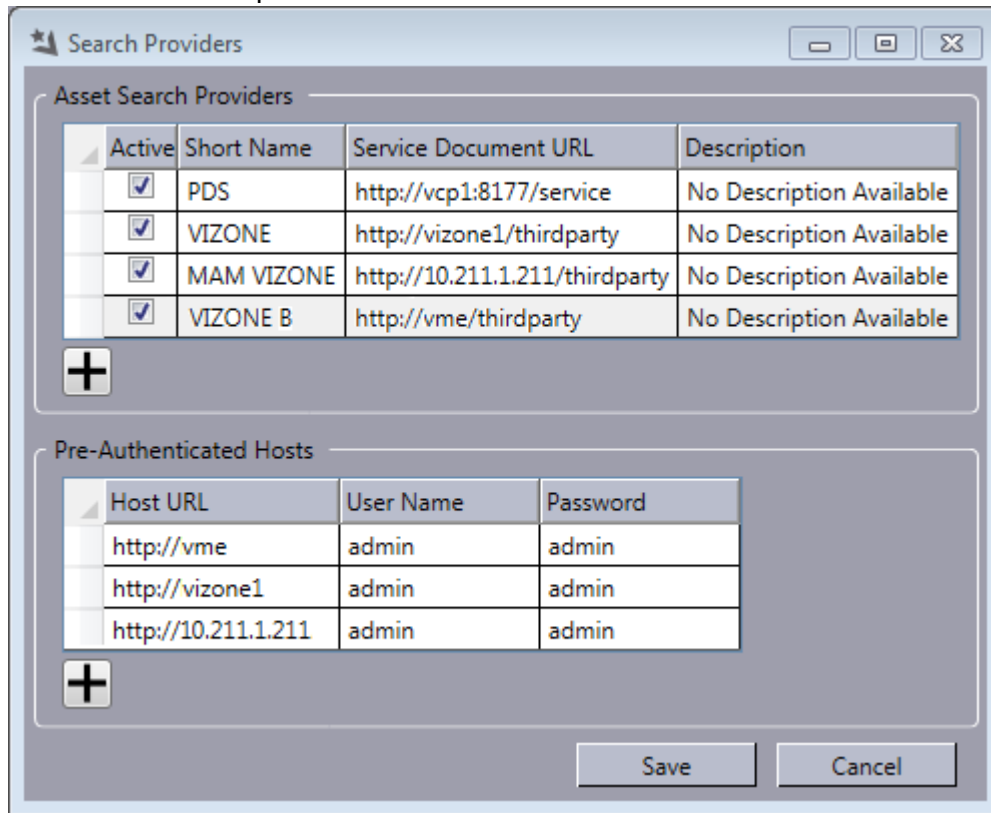 Search Providers
Asset Search Providers
Active Short Name Service Document URL Description
PDS http://vcp1:8177/service No Description Available
VIZONE http://vizone1/thirdparty No Description Available
MAM VIZONE http://10.211.1.211/thirdparty No Description Available
VIZONE B http://vme/thirdparty No Description Available
Pre-Authenticated Hosts
Host URL User Name Password
http://vme admin admin
http://vizone1 admin admin
http://10.211.1.211 admin admin
Save Cancel